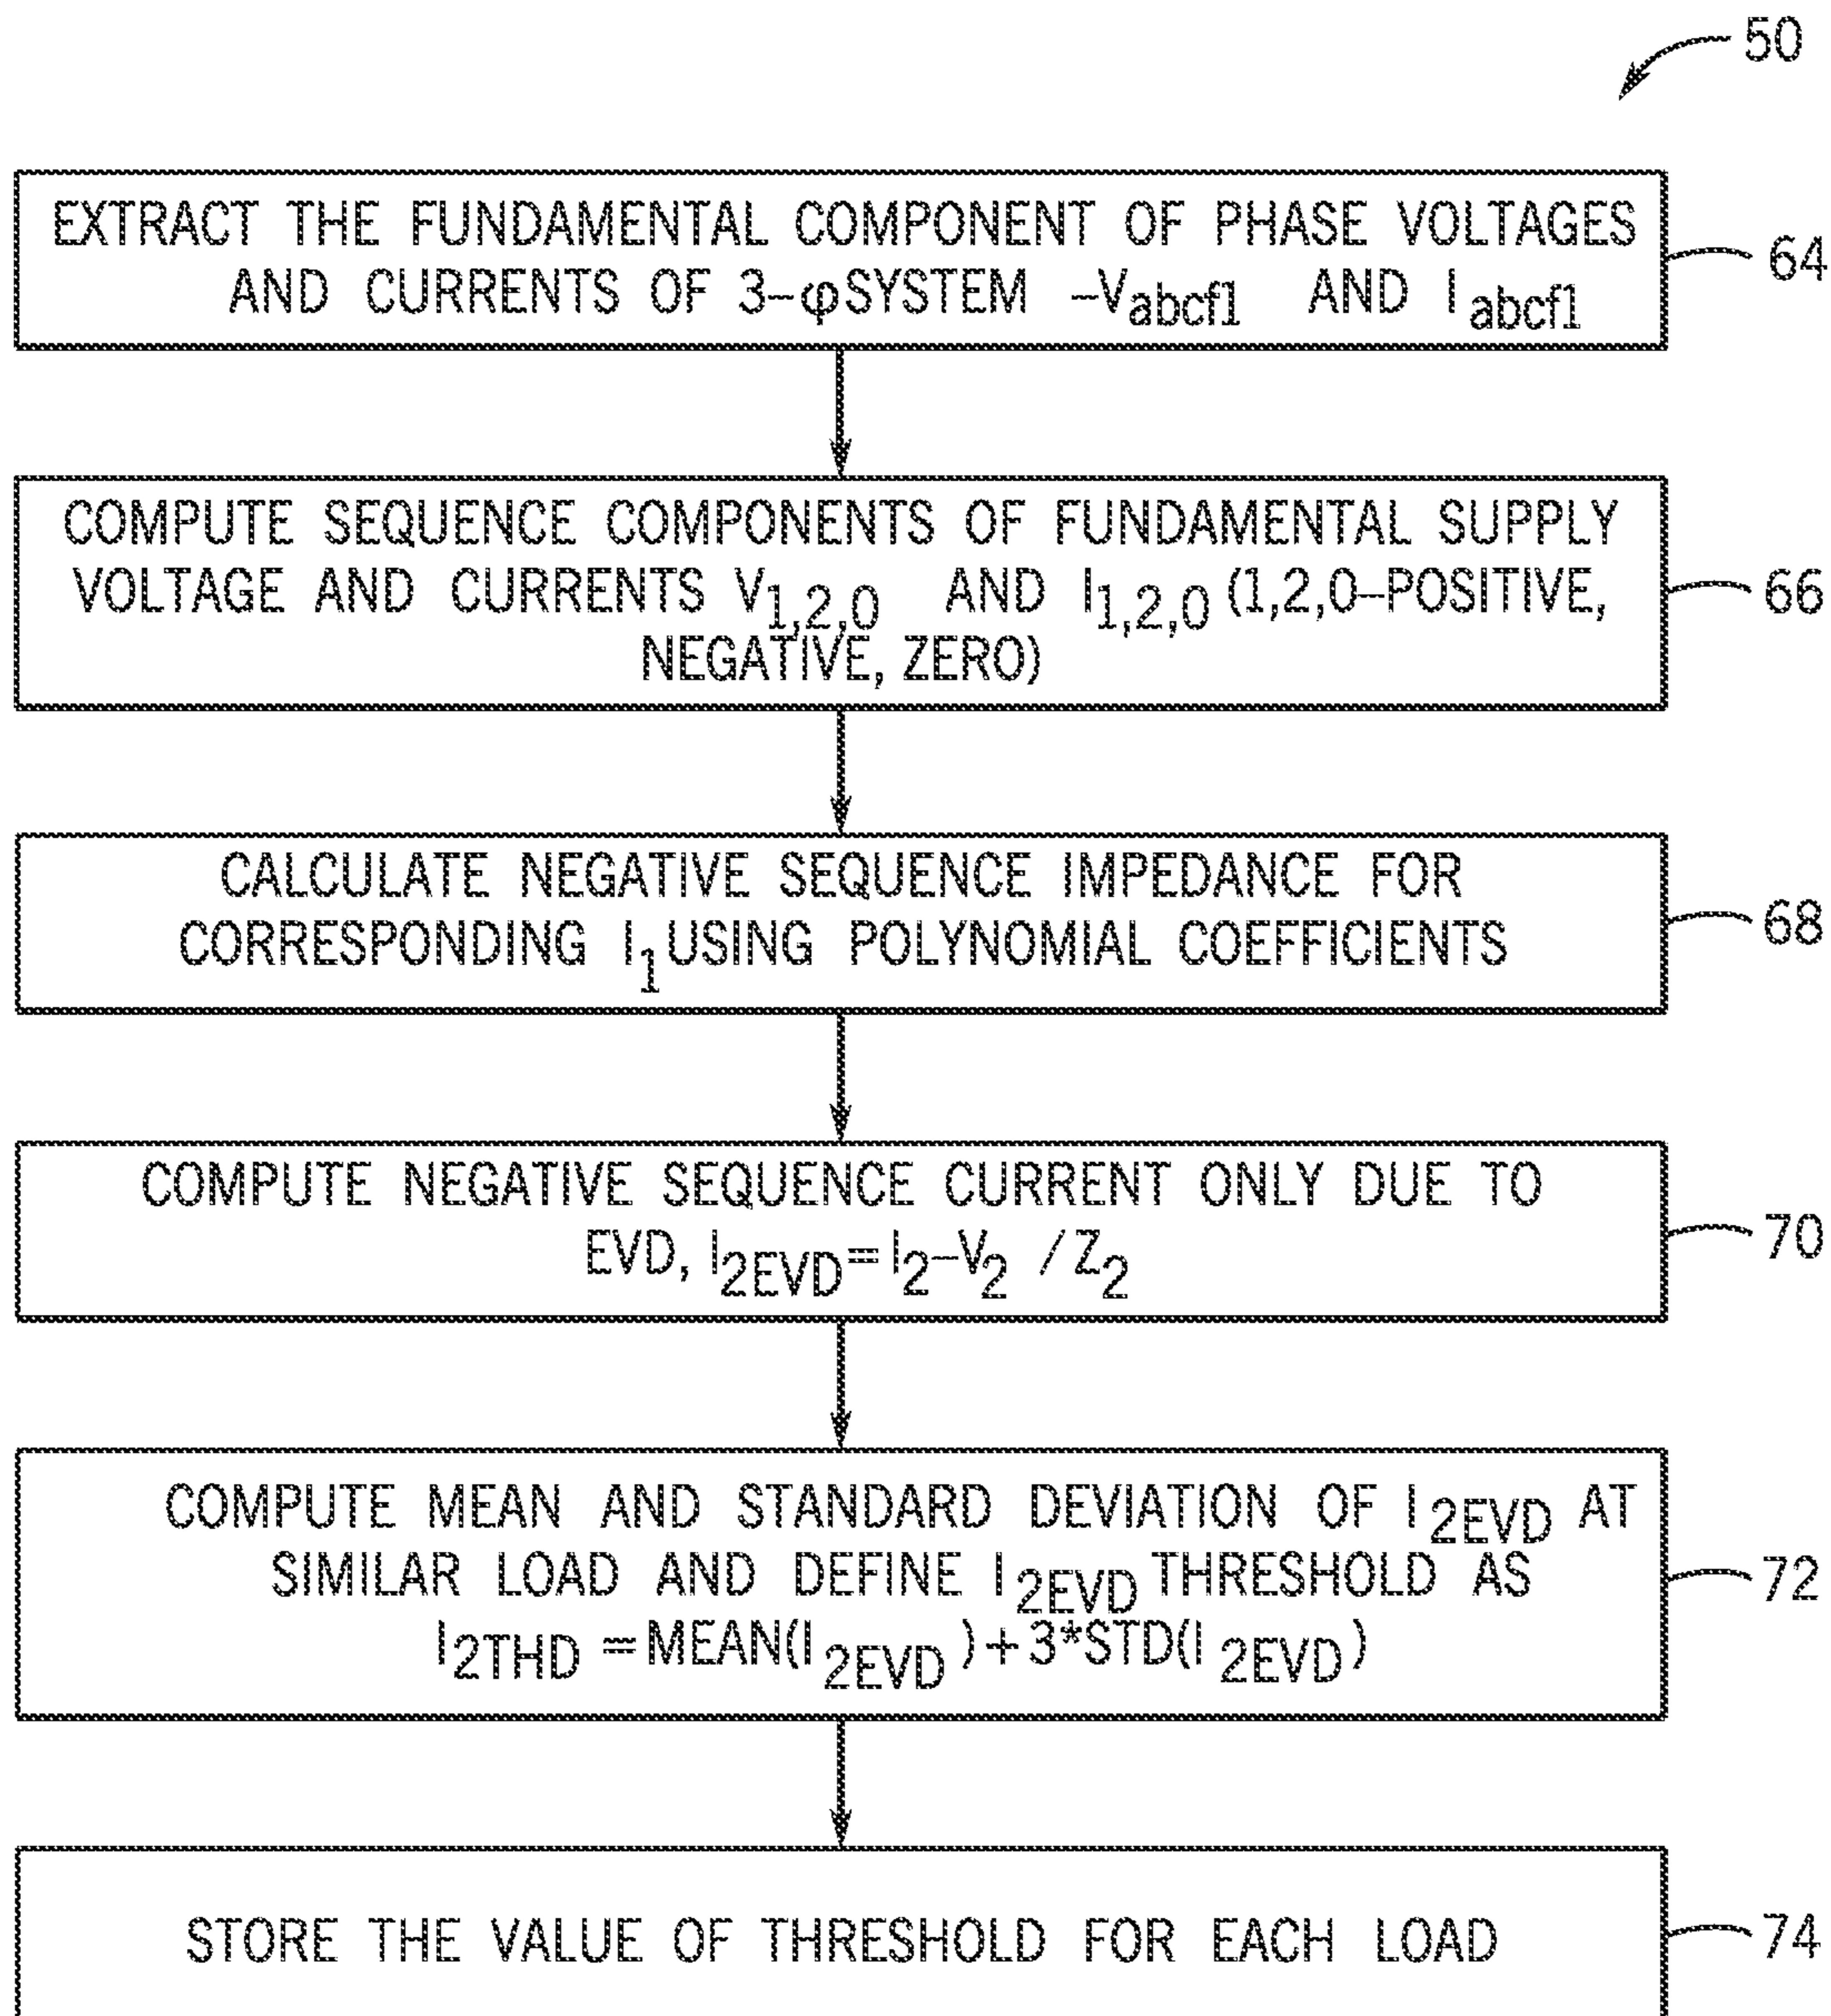 50
EXTRACT THE FUNDAMENTAL COMPONENT OF PHASE VOLTAGES
AND CURRENTS OF 3-φSYSTEM -Vabcf1 AND Iabcf1
64
COMPUTE SEQUENCE COMPONENTS OF FUNDAMENTAL SUPPLY
VOLTAGE AND CURRENTS V1,2,0 AND I1,2,0 (1,2,0-POSITIVE,
NEGATIVE, ZERO)
66
CALCULATE NEGATIVE SEQUENCE IMPEDANCE FOR
CORRESPONDING I1 USING POLYNOMIAL COEFFICIENTS
68
COMPUTE NEGATIVE SEQUENCE CURRENT ONLY DUE TO
EVD, I2EVD=I2-V2 /Z2
70
COMPUTE MEAN AND STANDARD DEVIATION OF I2EVD AT
SIMILAR LOAD AND DEFINE I2EVD THRESHOLD AS
I2THD =MEAN(I2EVD)+3*STD(I2EVD)
72
STORE THE VALUE OF THRESHOLD FOR EACH LOAD
74